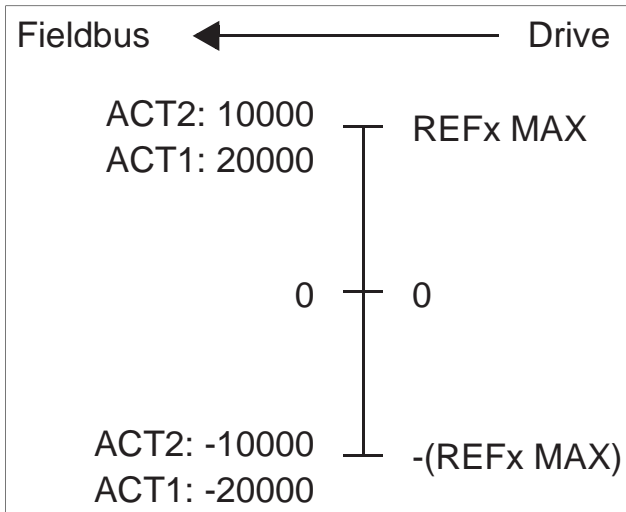 Fieldbus Drive
ACT2: 10000 REFx MAX
ACT1: 20000
0 0
ACT2: -10000 -(REFx MAX)
ACT1: -20000